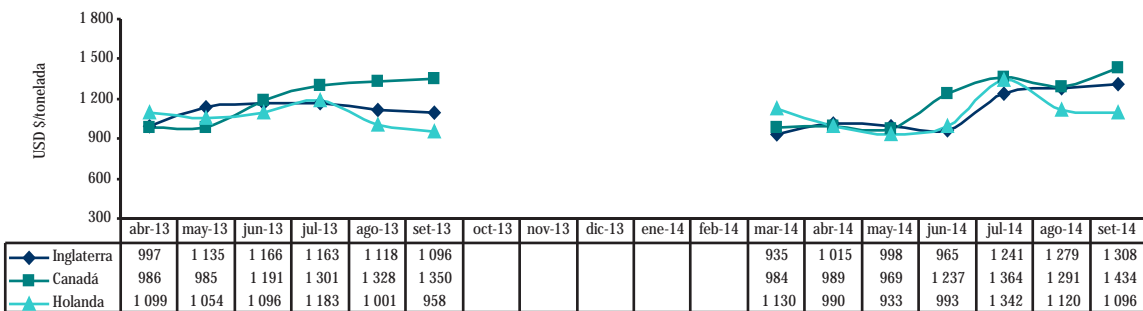 1 800
1 500
1 200
900
600
300
USD $/tonelada
abr-13 may-13 jun-13 jul-13 ago-13 set-13 oct-13 nov-13 dic-13 ene-14 feb-14 mar-14 abr-14 may-14 jun-14 jul-14 ago-14 set-14
Inglaterra 997 1 135 1 166 1 163 1 118 1 096 935 1 015 998 965 1 241 1 279 1 308
Canadá 986 985 1 191 1 301 1 328 1 350 984 989 969 1 237 1 364 1 291 1 434
Holanda 1 099 1 054 1 096 1 183 1 001 958 1 130 990 933 993 1 342 1 120 1 096